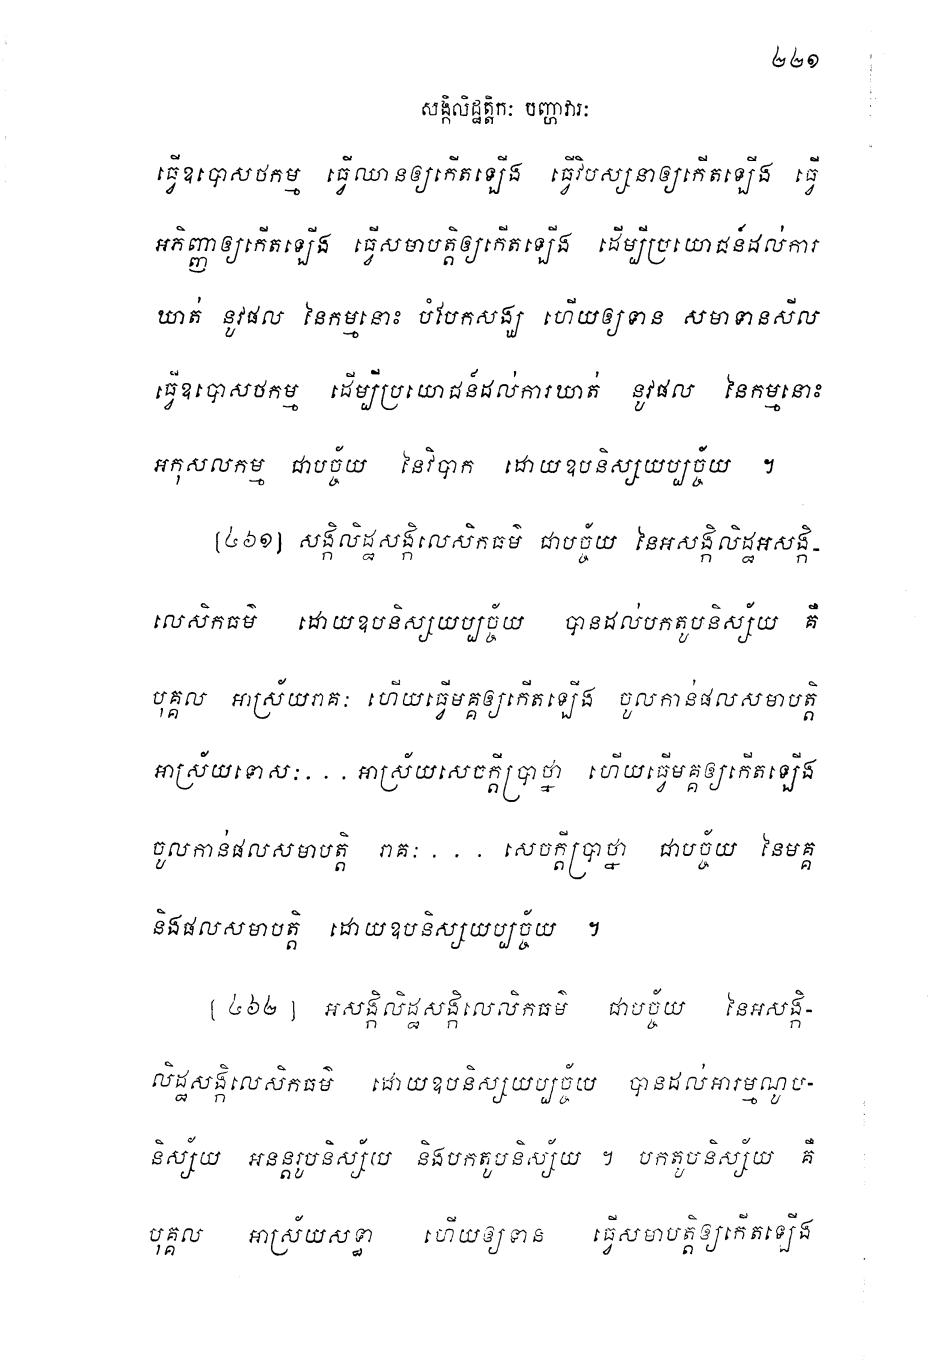 ២២១
សង្កិលិដ្ឋត្តិកៈ បញ្ហាវារៈ
ធ្វើឧបោសថកម្ម ធ្វើឈានឲ្យកើតឡើង ធ្វើវិបស្សនាឲ្យកើតឡើង ធ្វើ
អភិញ្ញាឲ្យកើតឡើង ធ្វើសមាបត្តិឲ្យកើតឡើង ដើម្បីប្រយោជន៍ដល់ការ
ឃាត់ នូវផល នៃកម្មនោះ បំបែកសង្ឃ ហើយឲ្យទាន សមាទានសីល
ធ្វើឧបោសថកម្ម ដើម្បីប្រយោជន៍ដល់ការឃាត់ នូវផល នៃកម្មនោះ
អកុសលកម្ម ជាបច្ច័យ នៃវិបាក ដោយឧបនិស្សយប្បច្ច័យ ។
[៤៦១] សង្កិលិដ្ឋសង្កិលេសិកធម៌ ជាបច្ច័យ នៃអសង្កិលិដ្ឋអសង្កិ-
លេសិកធម៌ ដោយឧបនិស្សយប្បច្ច័យ បានដល់បកតូបនិស្ស័យ គឺ
បុគ្គល អាស្រ័យរាគៈ ហើយធ្វើមគ្គឲ្យកើតឡើង ចូលកាន់ផលសមាបត្តិ
អាស្រ័យទោសៈ. . . អាស្រ័យសេចក្តីប្រាថ្នា ហើយធ្វើមគ្គឲ្យកើតឡើង
ចូលកាន់ផលសមាបត្តិ រាគៈ. . . សេចក្តីប្រាថ្នា ជាបច្ច័យ នៃមគ្គ
និងផលសមាបត្តិ ដោយឧបនិស្សយប្បច្ច័យ ។
[ ៤៦២ ] អសង្កិលិដ្ឋសង្កិលេសិកធម៌ ជាបច្ច័យ នៃអសង្កិ-
លិដ្ឋសង្កិលេសិកធម៌ ដោយឧបនិស្សយប្បច្ច័យ បានដល់អារម្មណូប-
និស្ស័យ អនន្តរូបនិស្ស័យ និងបកតូបនិស្ស័យ ។ បកតូបនិស្ស័យ គឺ
បុគ្គល អាស្រ័យសទ្ធា ហើយឲ្យទាន ធ្វើសមាបត្តិឲ្យកើតឡើង